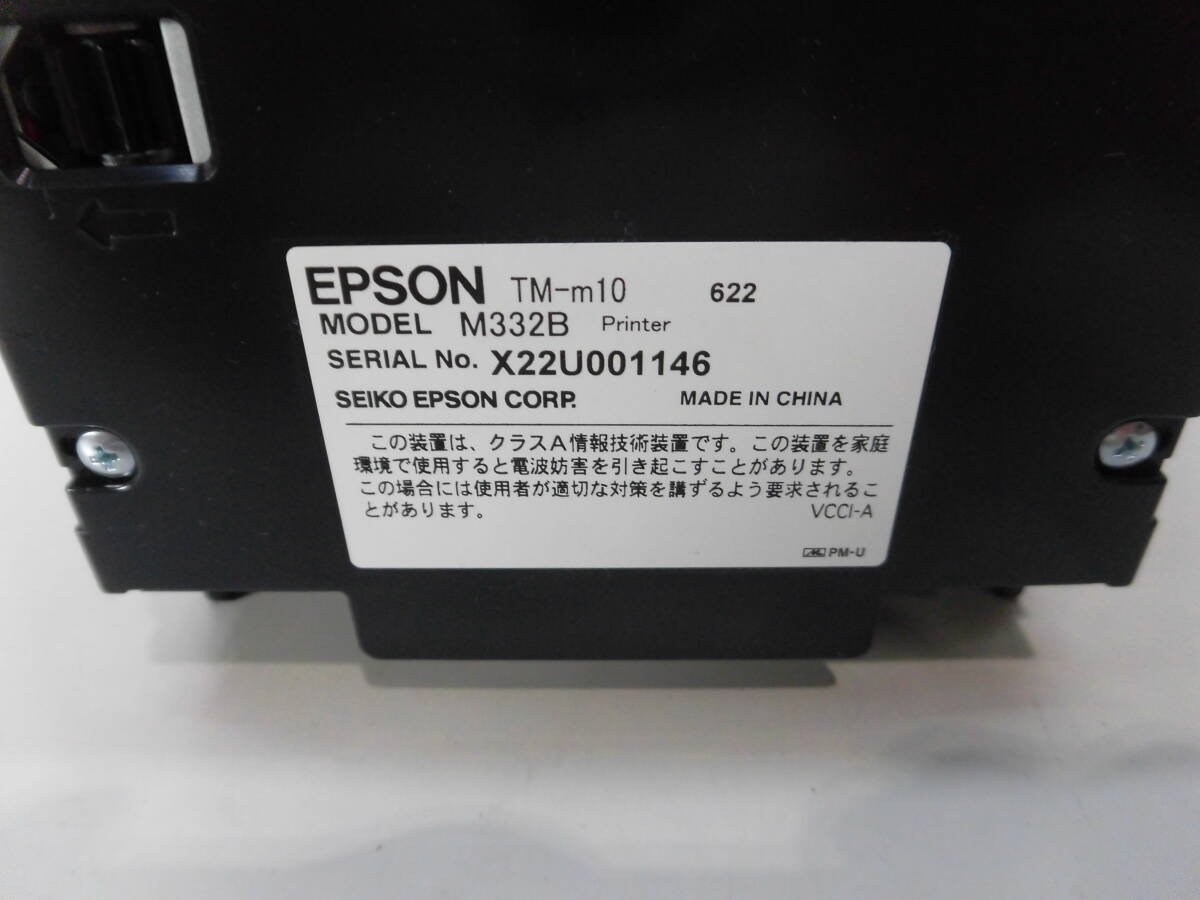 EPSON TM-m10 622
MODEL M332B Printer
SERIAL No. X22U001146
SEIKO EPSON CORP. MADE IN CHINA
この装置は、クラスA情報技術装置です。この装置を家庭
環境で使用すると電波妨害を引き起こすことがあります。
この場合には使用者が適切な対策を講ずるよう要求されるこ
とがあります。 VCCI-A
PM-U